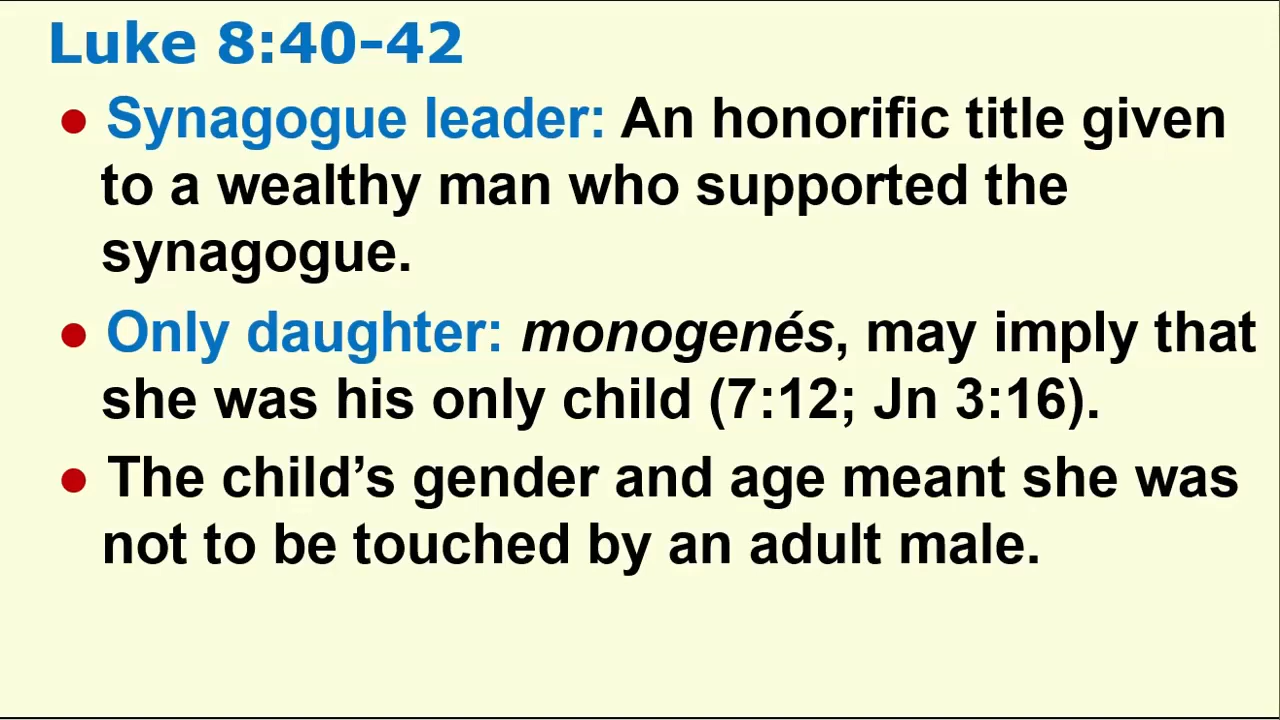 Luke 8:40-42
● Synagogue leader: An honorific title given
to a wealthy man who supported the
synagogue.
● Only daughter: monogenés, may imply that
she was his only child (7:12; Jn 3:16).
● The child’s gender and age meant she was
not to be touched by an adult male.